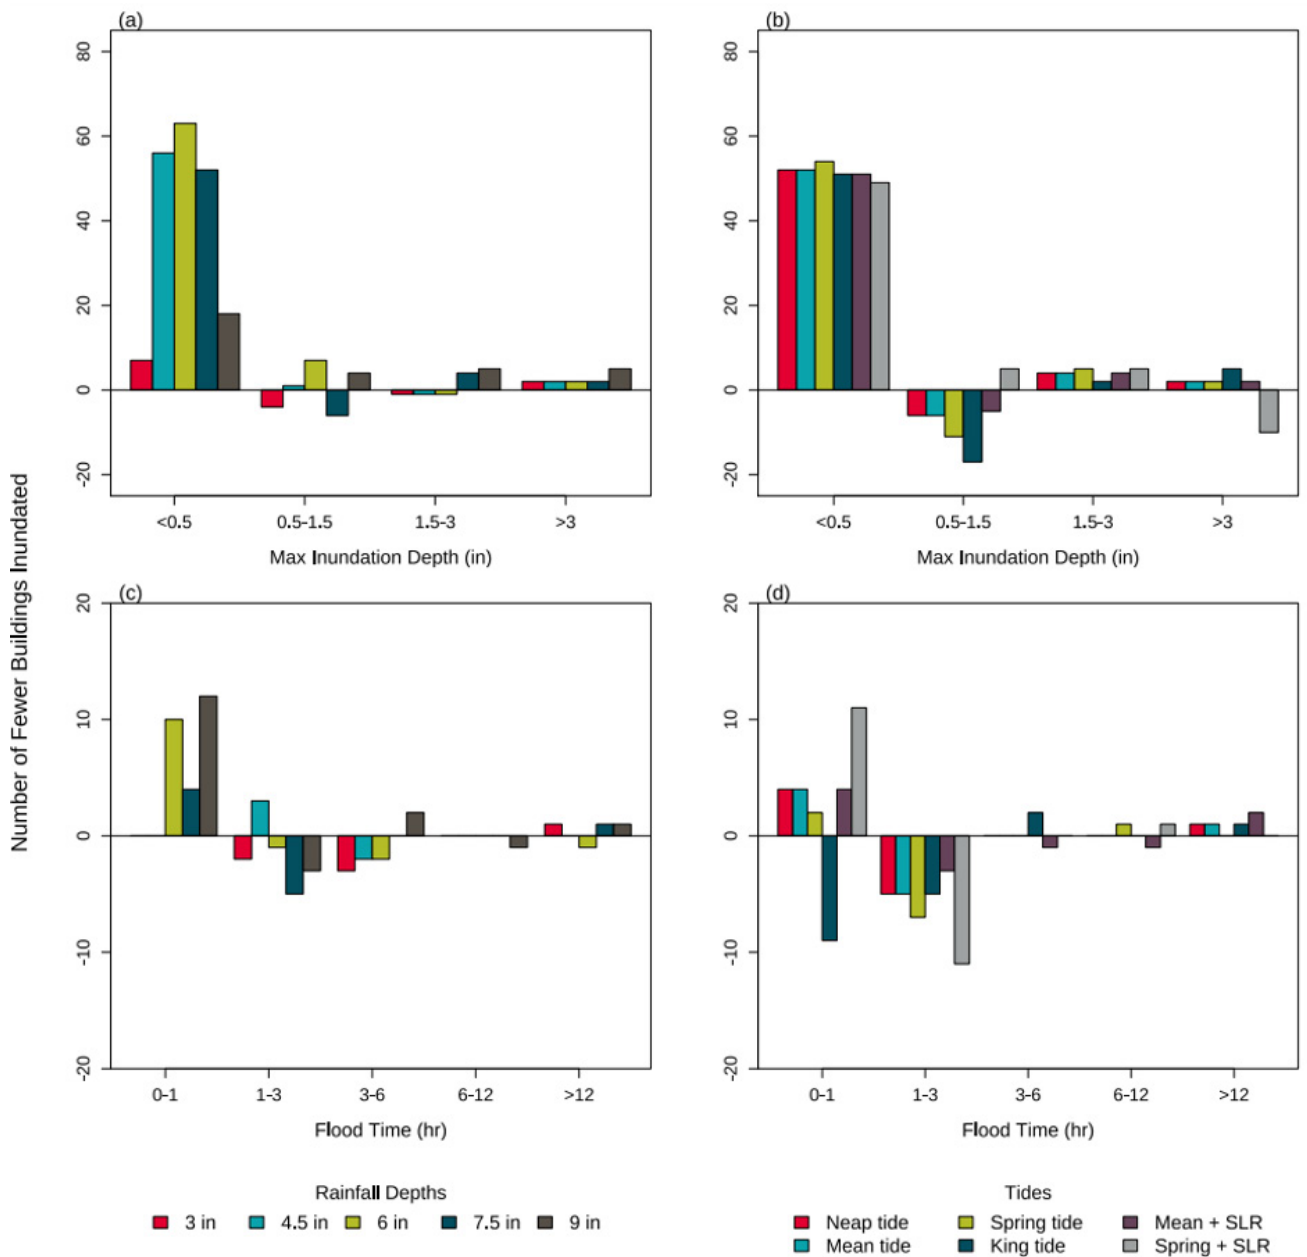 (a)
(b)
80
60
40
20
0
-20
80
60
40
20
0
-20
<0.5
0.5-1.5
1.5-3
>3
<0.5
0.5-1.5
1.5-3
>3
Max Inundation Depth (in)
Max Inundation Depth (in)
Number of Fewer Buildings Inundated
(c)
(d)
20
10
0
-10
-20
20
10
0
-10
-20
0-1
1-3
3-6
6-12
>12
0-1
1-3
3-6
6-12
>12
Flood Time (hr)
Flood Time (hr)
Rainfall Depths
3 in
4.5 in
6 in
7.5 in
9 in
Tides
Neap tide
Spring tide
Mean + SLR
Mean tide
King tide
Spring + SLR